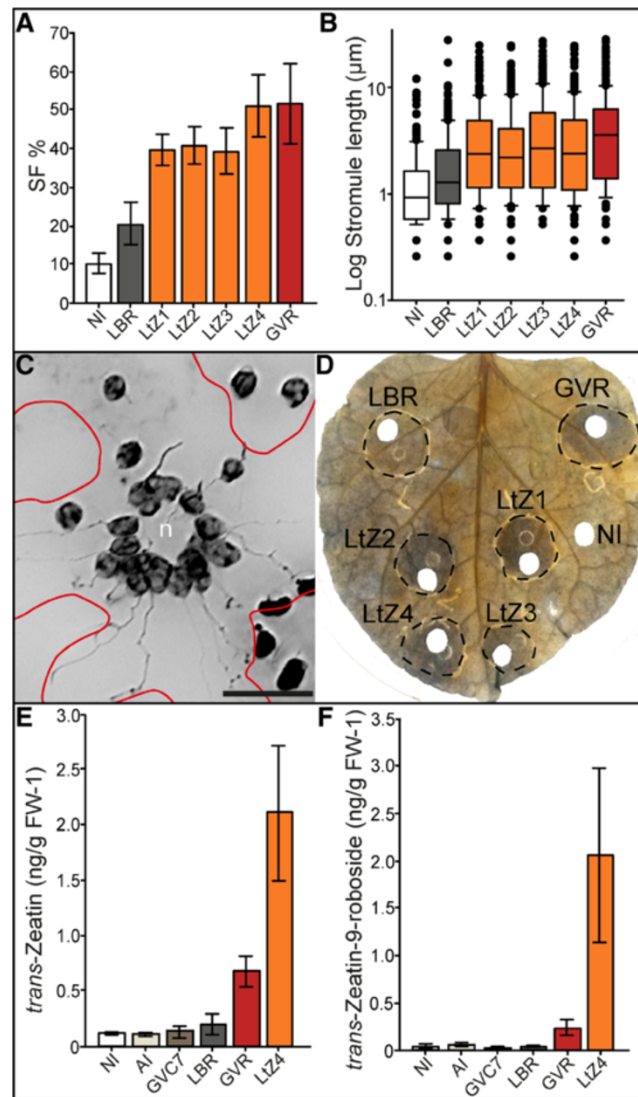 A
SF %
70
60
50
40
30
20
10
0
NI
LBR
LtZ1
LtZ2
LtZ3
LtZ4
GVR
B
Log Stromule length (µm)
10
1
0.1
NI
LBR
LtZ1
LtZ2
LtZ3
LtZ4
GVR
C
n
D
LBR
GVR
LtZ1
NI
LtZ2
LtZ4
LtZ3
E
trans-Zeatin (ng/g FW-1)
3.0
2.5
2.0
1.5
1.0
0.5
0
NI
AI
GVC7
LBR
GVR
LtZ4
F
trans-Zeatin-9-roboside (ng/g FW-1)
3.5
3.0
2.5
2.0
1.5
1.0
0.5
0
NI
AI
GVC7
LBR
GVR
LtZ4